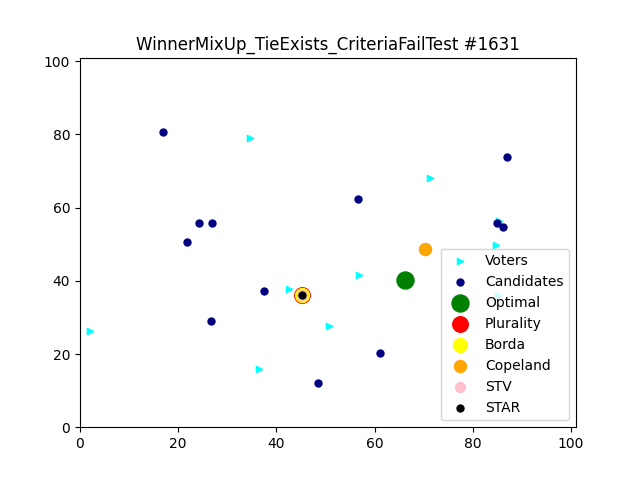 WinnerMixUp_TieExists_CriteriaFailTest #1631
100
80
60
40
20
0
0 20 40 60 80 100
Voters
Candidates
Optimal
Plurality
Borda
Copeland
STV
STAR